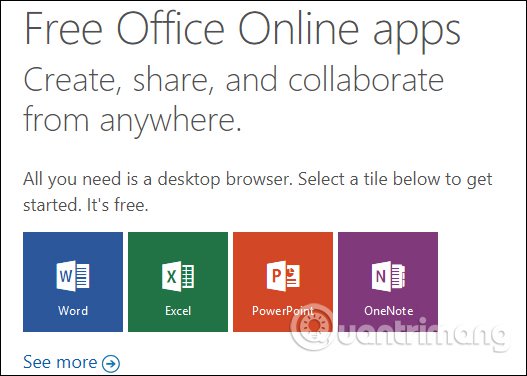 Free Office Online apps
Create, share, and collaborate
from anywhere.
All you need is a desktop browser. Select a tile below to get
started. It's free.
W X P N
Word Excel PowerPoint OneNote
Quantrimang
See more